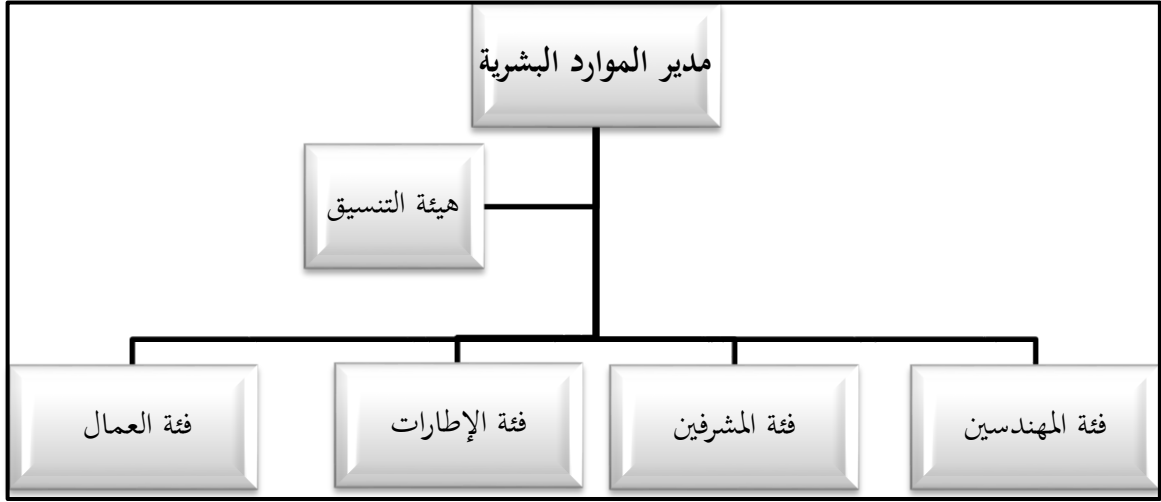 مدير الموارد البشرية
هيئة التنسيق
فئة المهندسين
فئة المشرفين
فئة الإطارات
فئة العمال